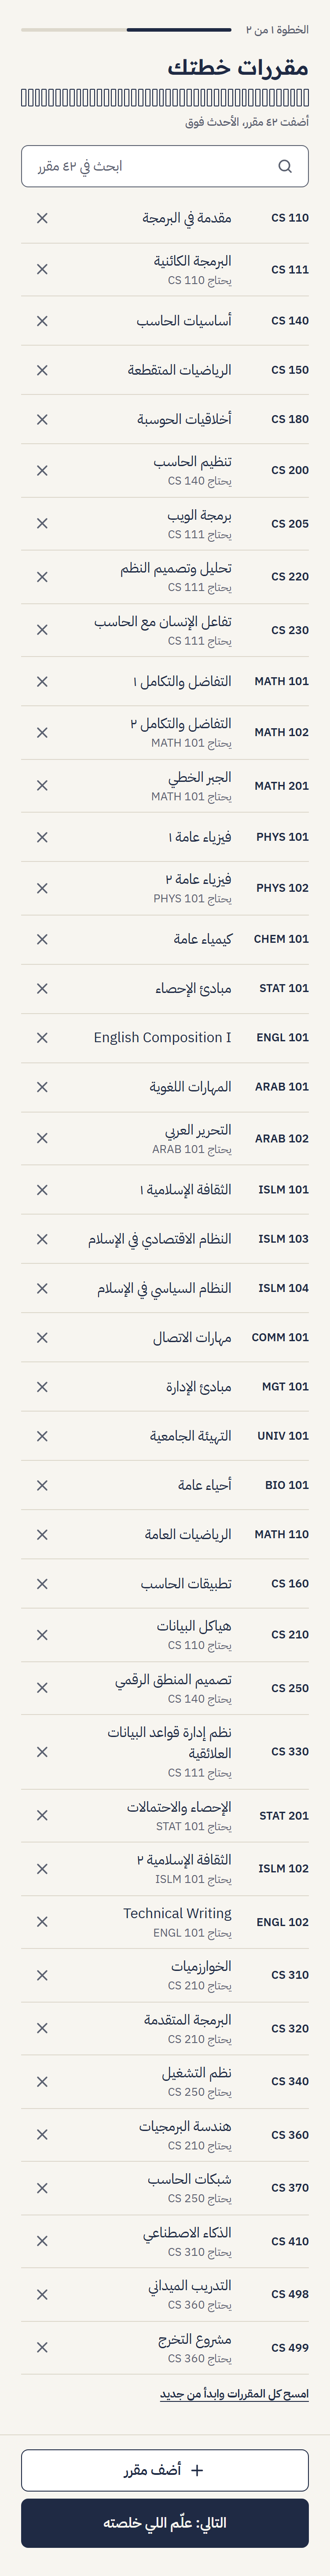 الخطوة ١ من ٢
مقررات خطتك
أضفت ٤٢ مقرر، الأحدث فوق
ابحث في ٤٢ مقرر
CS 110 مقدمة في البرمجة
CS 111 البرمجة الكائنية
يحتاج CS 110
CS 140 أساسيات الحاسب
CS 150 الرياضيات المتقطعة
CS 180 أخلاقيات الحوسبة
CS 200 تنظيم الحاسب
يحتاج CS 140
CS 205 برمجة الويب
يحتاج CS 111
CS 220 تحليل وتصميم النظم
يحتاج CS 111
CS 230 تفاعل الإنسان مع الحاسب
يحتاج CS 111
MATH 101 التفاضل والتكامل ١
MATH 102 التفاضل والتكامل ٢
يحتاج MATH 101
MATH 201 الجبر الخطي
يحتاج MATH 101
PHYS 101 فيزياء عامة ١
PHYS 102 فيزياء عامة ٢
يحتاج PHYS 101
CHEM 101 كيمياء عامة
STAT 101 مبادئ الإحصاء
ENGL 101 English Composition I
ARAB 101 المهارات اللغوية
ARAB 102 التحرير العربي
يحتاج ARAB 101
ISLM 101 الثقافة الإسلامية ١
ISLM 103 النظام الاقتصادي في الإسلام
ISLM 104 النظام السياسي في الإسلام
COMM 101 مهارات الاتصال
MGT 101 مبادئ الإدارة
UNIV 101 التهيئة الجامعية
BIO 101 أحياء عامة
MATH 110 الرياضيات العامة
CS 160 تطبيقات الحاسب
CS 210 هياكل البيانات
يحتاج CS 110
CS 250 تصميم المنطق الرقمي
يحتاج CS 140
CS 330 نظم إدارة قواعد البيانات
العلائقية
يحتاج CS 111
STAT 201 الإحصاء والاحتمالات
يحتاج STAT 101
ISLM 102 الثقافة الإسلامية ٢
يحتاج ISLM 101
ENGL 102 Technical Writing
يحتاج ENGL 101
CS 310 الخوارزميات
يحتاج CS 210
CS 320 البرمجة المتقدمة
يحتاج CS 210
CS 340 نظم التشغيل
يحتاج CS 250
CS 360 هندسة البرمجيات
يحتاج CS 210
CS 370 شبكات الحاسب
يحتاج CS 250
CS 410 الذكاء الاصطناعي
يحتاج CS 310
CS 498 التدريب الميداني
يحتاج CS 360
CS 499 مشروع التخرج
يحتاج CS 360
امسح كل المقررات وابدأ من جديد
أضف مقرر
التالي: علّم اللي خلصته